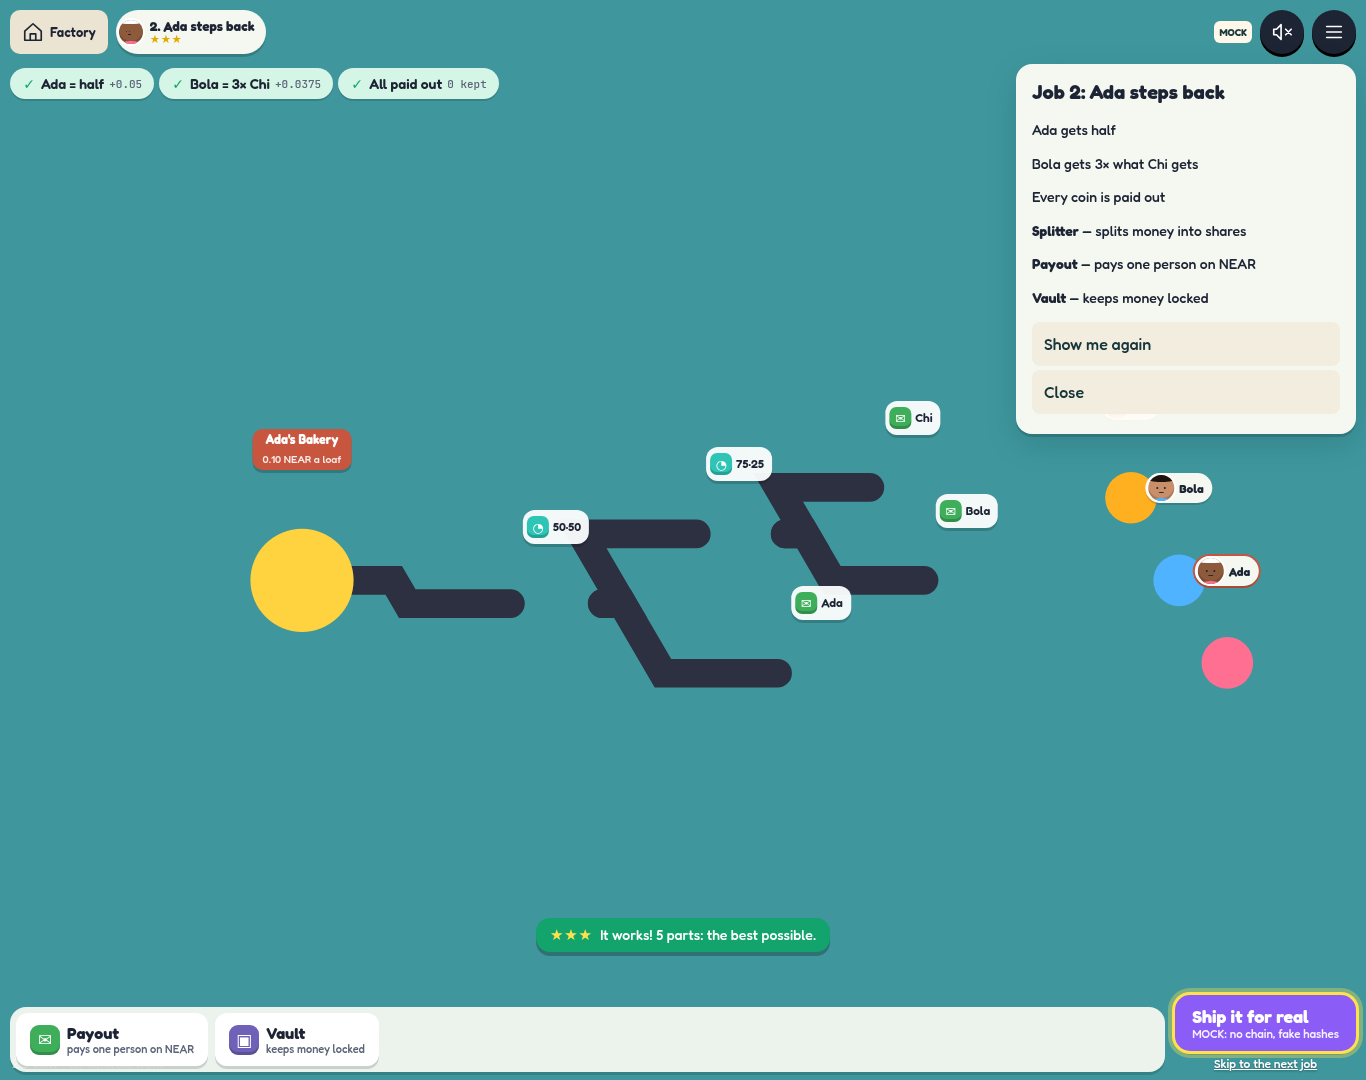 Factory
2. Ada steps back
★★★
MOCK
✓ Ada = half +0.05
✓ Bola = 3× Chi +0.0375
✓ All paid out 0 kept
Job 2: Ada steps back
Ada gets half
Bola gets 3× what Chi gets
Every coin is paid out
Splitter – splits money into shares
Payout – pays one person on NEAR
Vault – keeps money locked
Show me again
Close
Chi
Ada's Bakery
0.10 NEAR a loaf
75·25
Bola
Bola
50·50
Ada
Ada
★★★ It works! 5 parts: the best possible.
Payout
pays one person on NEAR
Vault
keeps money locked
Ship it for real
MOCK: no chain, fake hashes
Skip to the next job